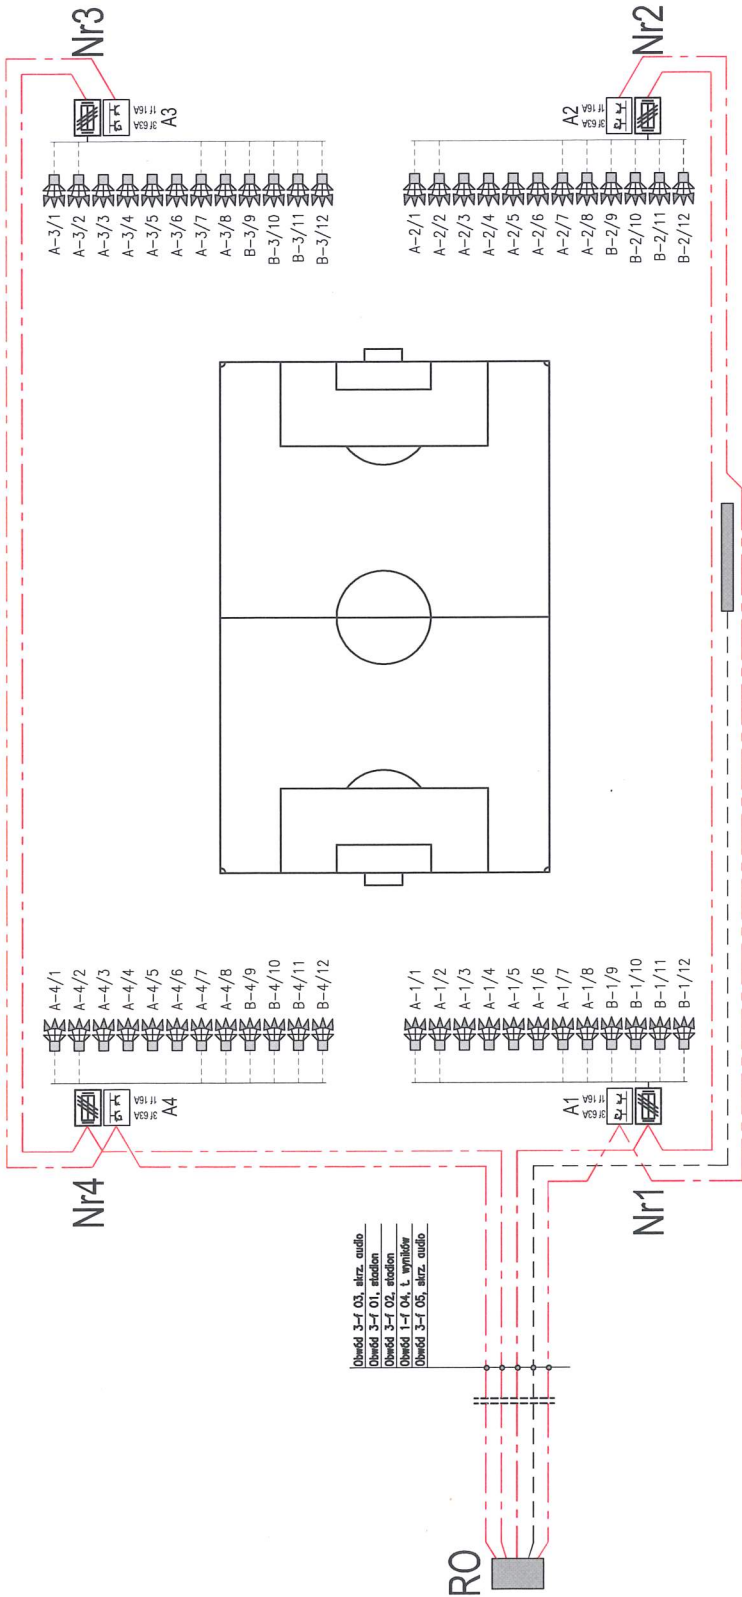 Nr3
1f 16A
3f 63A
A3
A-3/1
A-3/2
A-3/3
A-3/4
A-3/5
A-3/6
A-3/7
A-3/8
B-3/9
B-3/10
B-3/11
B-3/12
Nr2
A2
1f 16A
3f 63A
A-2/1
A-2/2
A-2/3
A-2/4
A-2/5
A-2/6
A-2/7
A-2/8
B-2/9
B-2/10
B-2/11
B-2/12
A-4/1
A-4/2
A-4/3
A-4/4
A-4/5
A-4/6
A-4/7
A-4/8
B-4/9
B-4/10
B-4/11
B-4/12
1f 16A
3f 63A
A4
Nr4
A-1/1
A-1/2
A-1/3
A-1/4
A-1/5
A-1/6
A-1/7
A-1/8
B-1/9
B-1/10
B-1/11
B-1/12
A1
1f 16A
3f 63A
Nr1
Obwód 3-f O3, skrz. audio
Obwód 3-f O1, stadion
Obwód 3-f O2, stadion
Obwód 1-f O4, t. wyników
Obwód 3-f O5, skrz. audio
RO